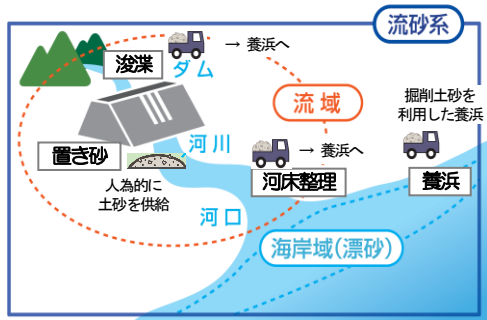 流砂系
→ 養浜へ
浚渫
ダム
流域
掘削土砂を
利用した養浜
河川
置き砂
→ 養浜へ
河床整理
養浜
人為的に
土砂を供給
河口
海岸域(漂砂)